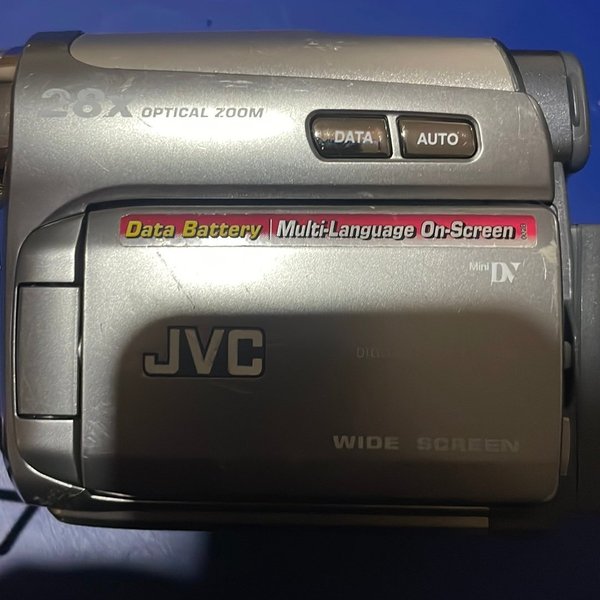 28X OPTICAL ZOOM
DATA AUTO
Data Battery | Multi-Language On-Screen
Mini DV
JVC
WIDE SCREEN